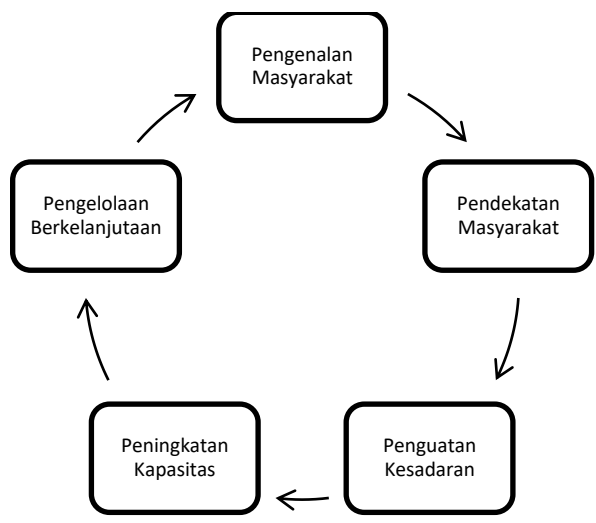 Pengenalan
Masyarakat
Pendekatan
Masyarakat
Penguatan
Kesadaran
Peningkatan
Kapasitas
Pengelolaan
Berkelanjutaan